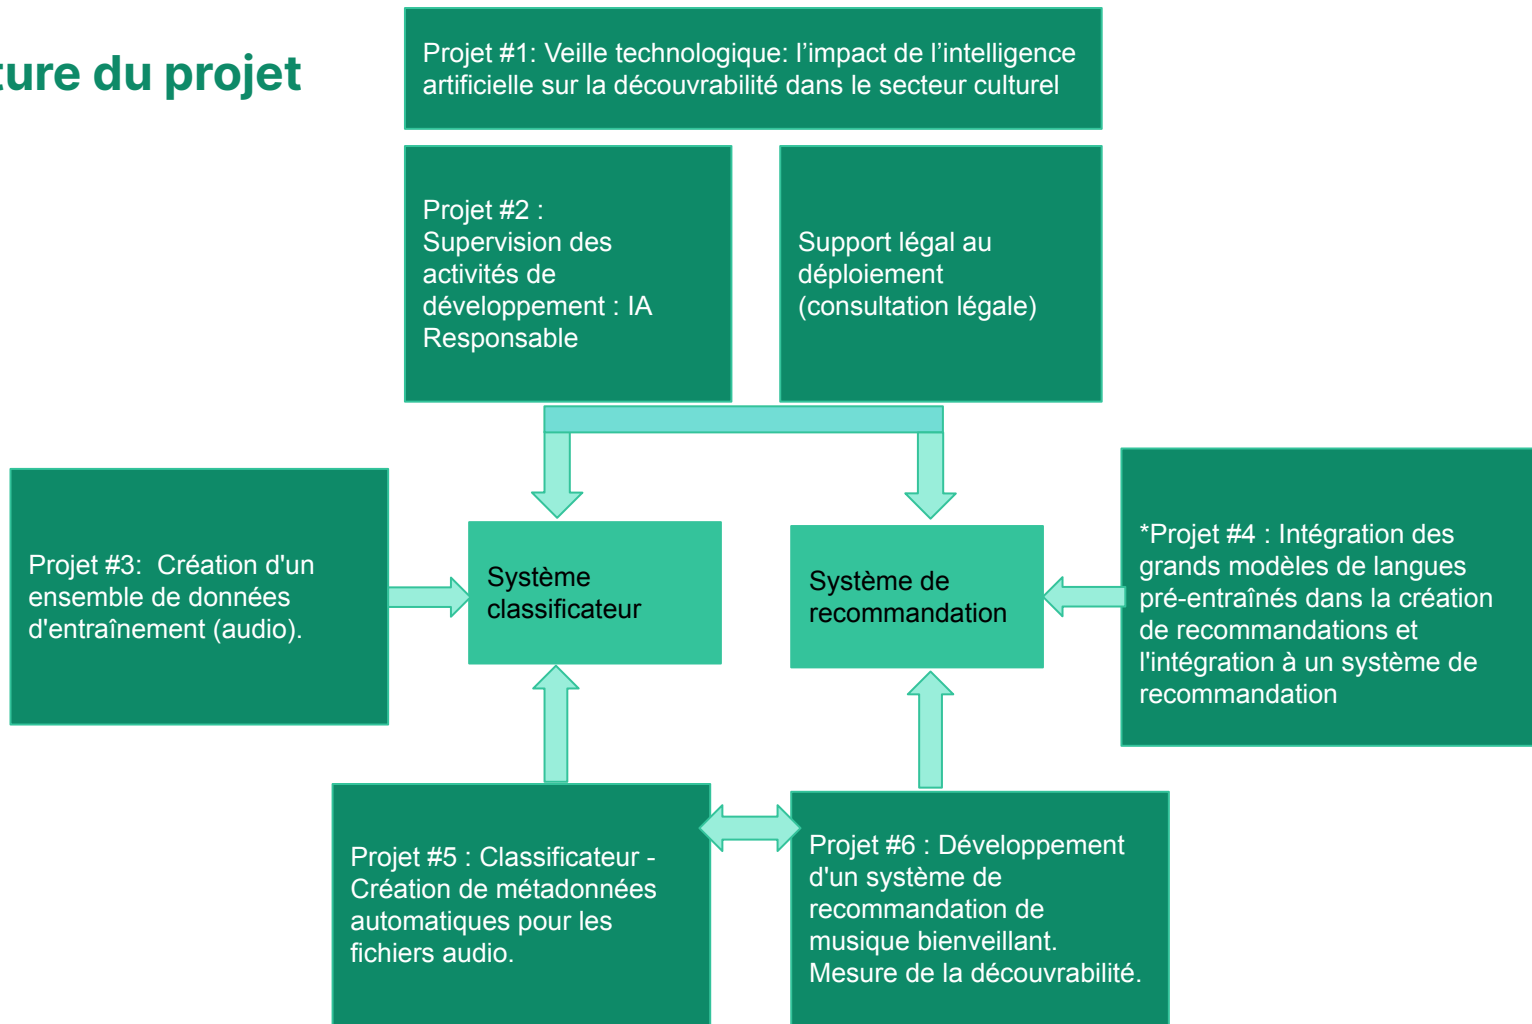 ture du projet
Projet #1: Veille technologique: l’impact de l’intelligence
artificielle sur la découvrabilité dans le secteur culturel
Projet #2 :
Supervision des
activités de
développement : IA
Responsable
Support légal au
déploiement
(consultation légale)
Projet #3:  Création d'un
ensemble de données
d'entraînement (audio).
Système
classificateur
Système de
recommandation
*Projet #4 : Intégration des
grands modèles de langues
pré-entraînés dans la création
de recommandations et
l'intégration à un système de
recommandation
Projet #5 : Classificateur -
Création de métadonnées
automatiques pour les
fichiers audio.
Projet #6 : Développement
d'un système de
recommandation de
musique bienveillant.
Mesure de la découvrabilité.